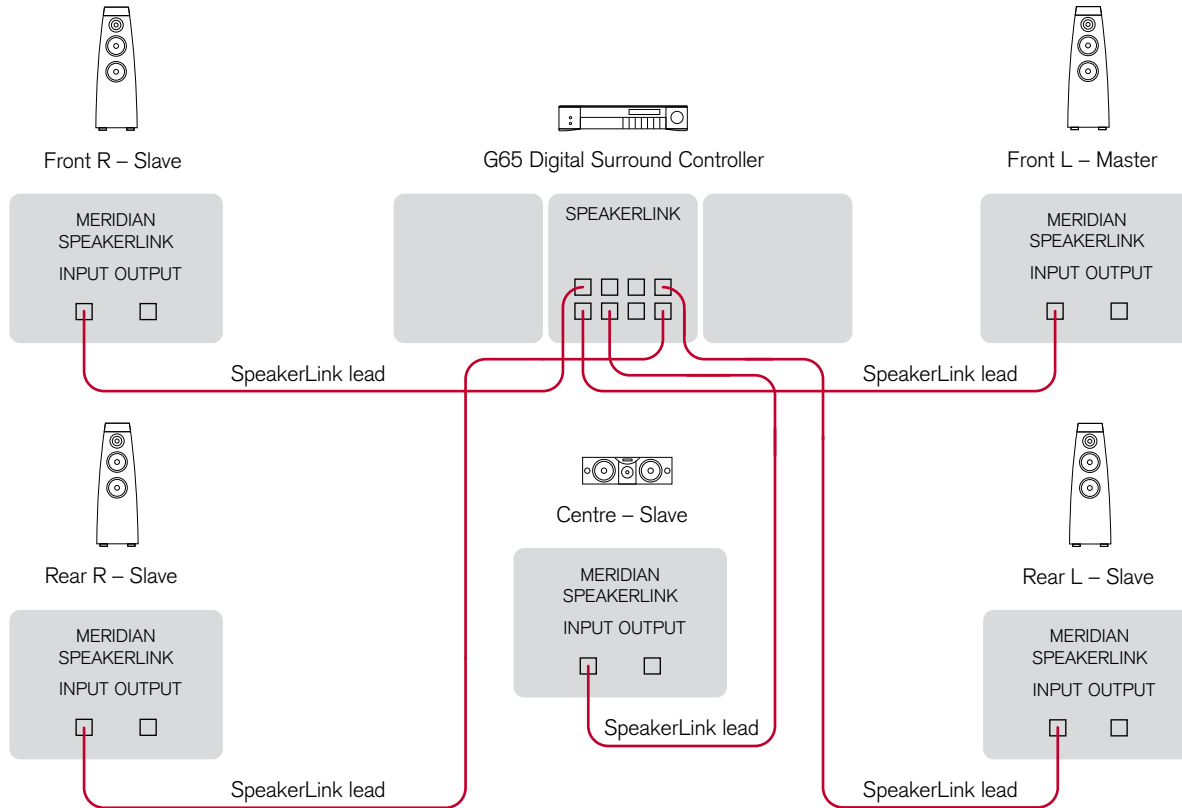 Front R – Slave
G65 Digital Surround Controller
Front L – Master
MERIDIAN
SPEAKERLINK
INPUT OUTPUT
SPEAKERLINK
MERIDIAN
SPEAKERLINK
INPUT OUTPUT
SpeakerLink lead
SpeakerLink lead
Rear R – Slave
Centre – Slave
Rear L – Slave
MERIDIAN
SPEAKERLINK
INPUT OUTPUT
MERIDIAN
SPEAKERLINK
INPUT OUTPUT
MERIDIAN
SPEAKERLINK
INPUT OUTPUT
SpeakerLink lead
SpeakerLink lead
SpeakerLink lead